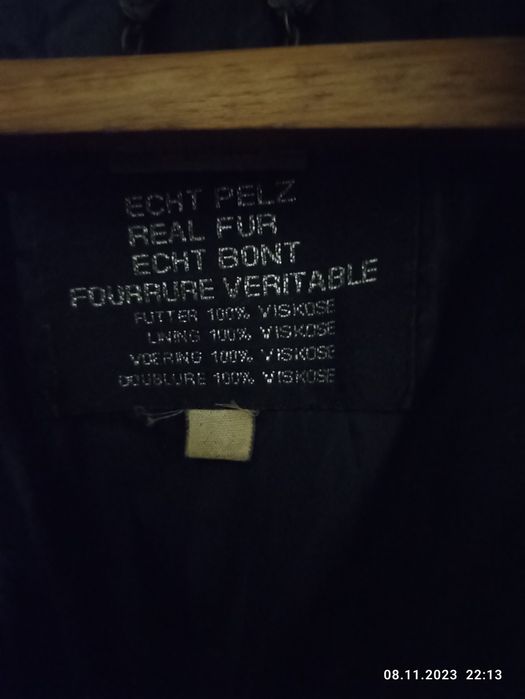 ECHT PELZ
REAL FUR
ECHT BONT
FOURRURE VERITABLE
FUTTER 100% VISKOSE
LINING 100% VISKOSE
VOERING 100% VISKOSE
DOUBLURE 100% VISKOSE
08.11.2023 22:13